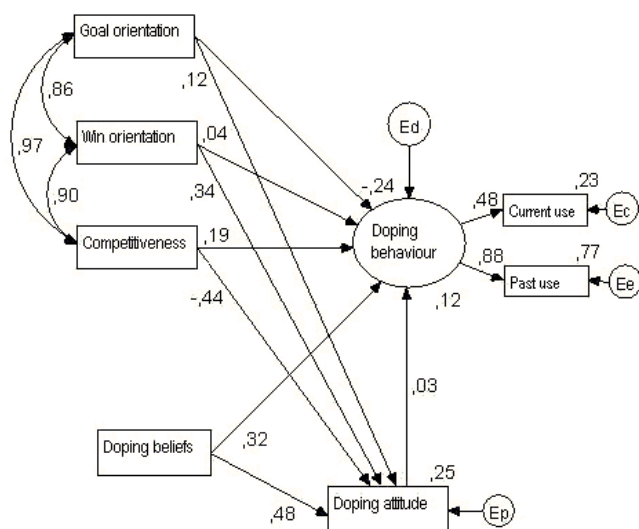 Goal orientation
,12
,86
Ed
Win orientation
,04
,97
-,24
,34
,48
,23
Current use
Ec
,90
Doping
behaviour
Competitiveness
,19
,88
,77
Past use
Ee
-,44
,12
,03
Doping beliefs
,32
,25
,48
Doping attitude
Ep